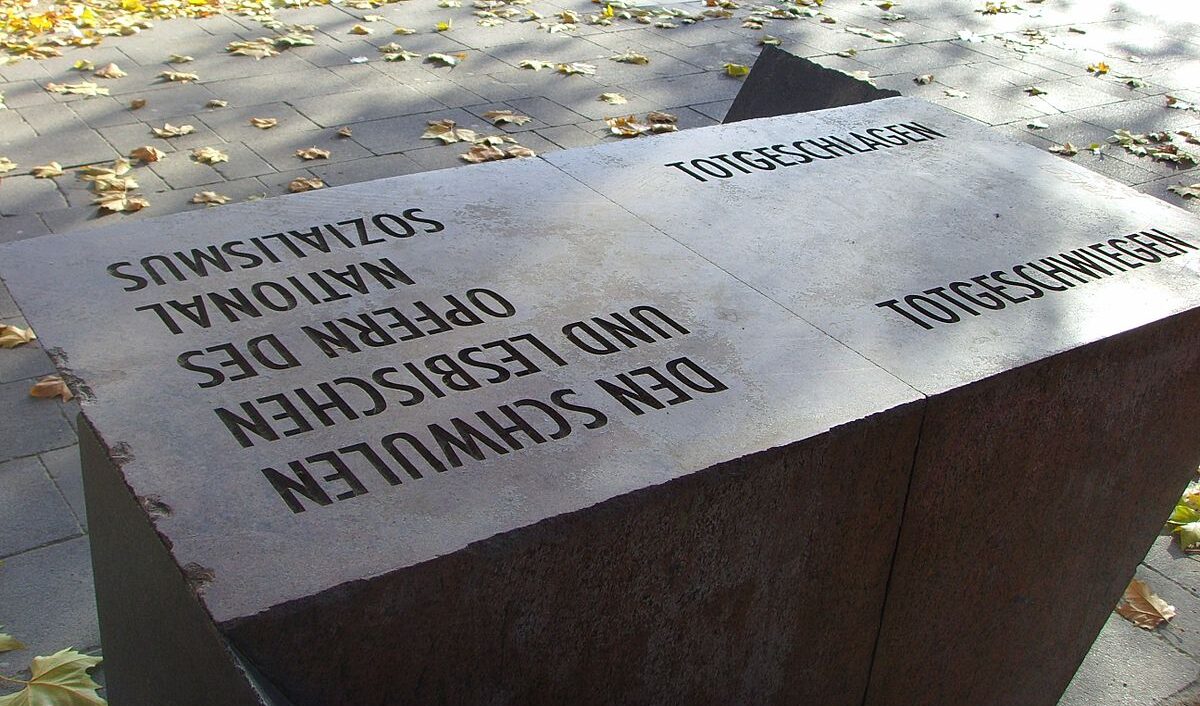 TOTGESCHLAGEN
TOTGESCHWIEGEN
DEN SCHWULEN
UND LESBISCHEN
OPFERN DES
NATIONAL
SOZIALISMUS